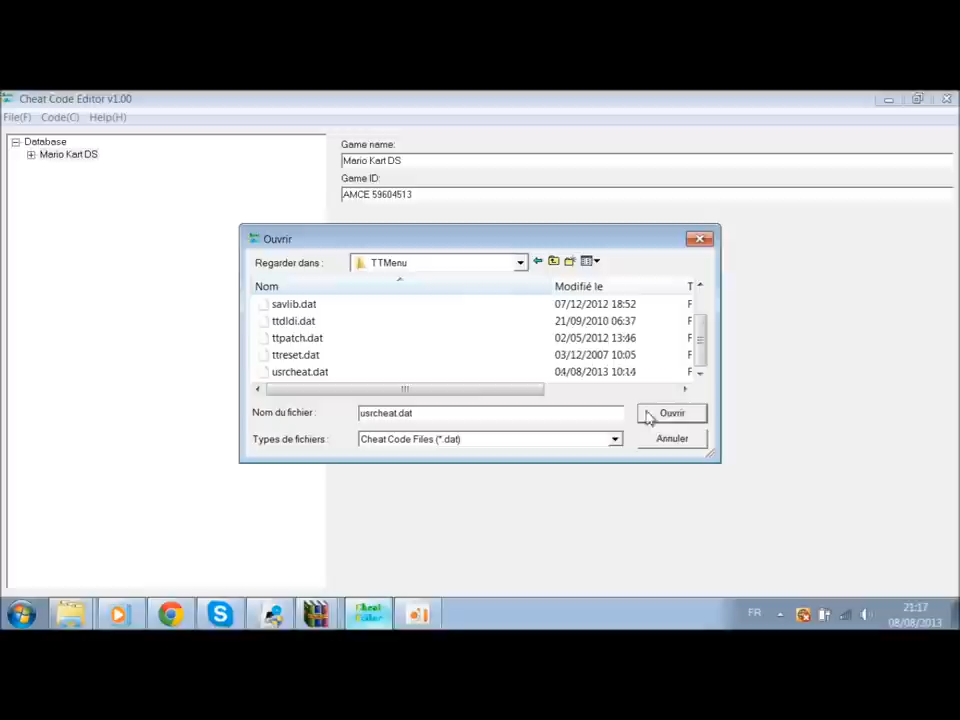 Cheat Code Editor v1.00
File(F) Code(C) Help(H)
Database
Mario Kart DS
Game name:
Mario Kart DS
Game ID:
AMCE 59604513
Ouvrir
Regarder dans : TTMenu
Nom Modifié le T
savlib.dat 07/12/2012 18:52 F
ttdldi.dat 21/09/2010 06:37 F
ttpatch.dat 02/05/2012 13:46 F
ttreset.dat 03/12/2007 10:05 F
usrcheat.dat 04/08/2013 10:14 F
Nom du fichier : usrcheat.dat Ouvrir
Types de fichiers : Cheat Code Files (*.dat) Annuler
Cheat
FR
21:17
08/08/2013